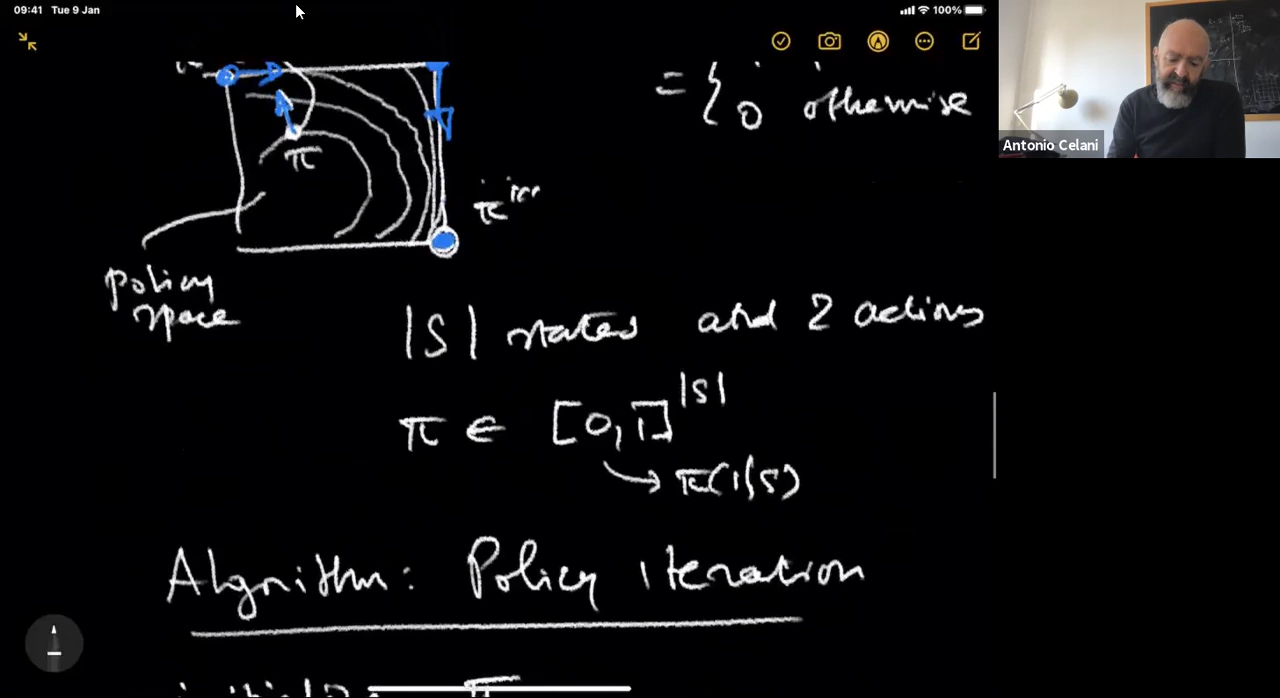 09:41 Tue 9 Jan
100%
Antonio Celani
= { 0 otherwise
π
policy
space
|S| states and 2 actions
π ∈ [0,1]^|S|
→ π(1|s)
Algorithm: Policy iteration
π